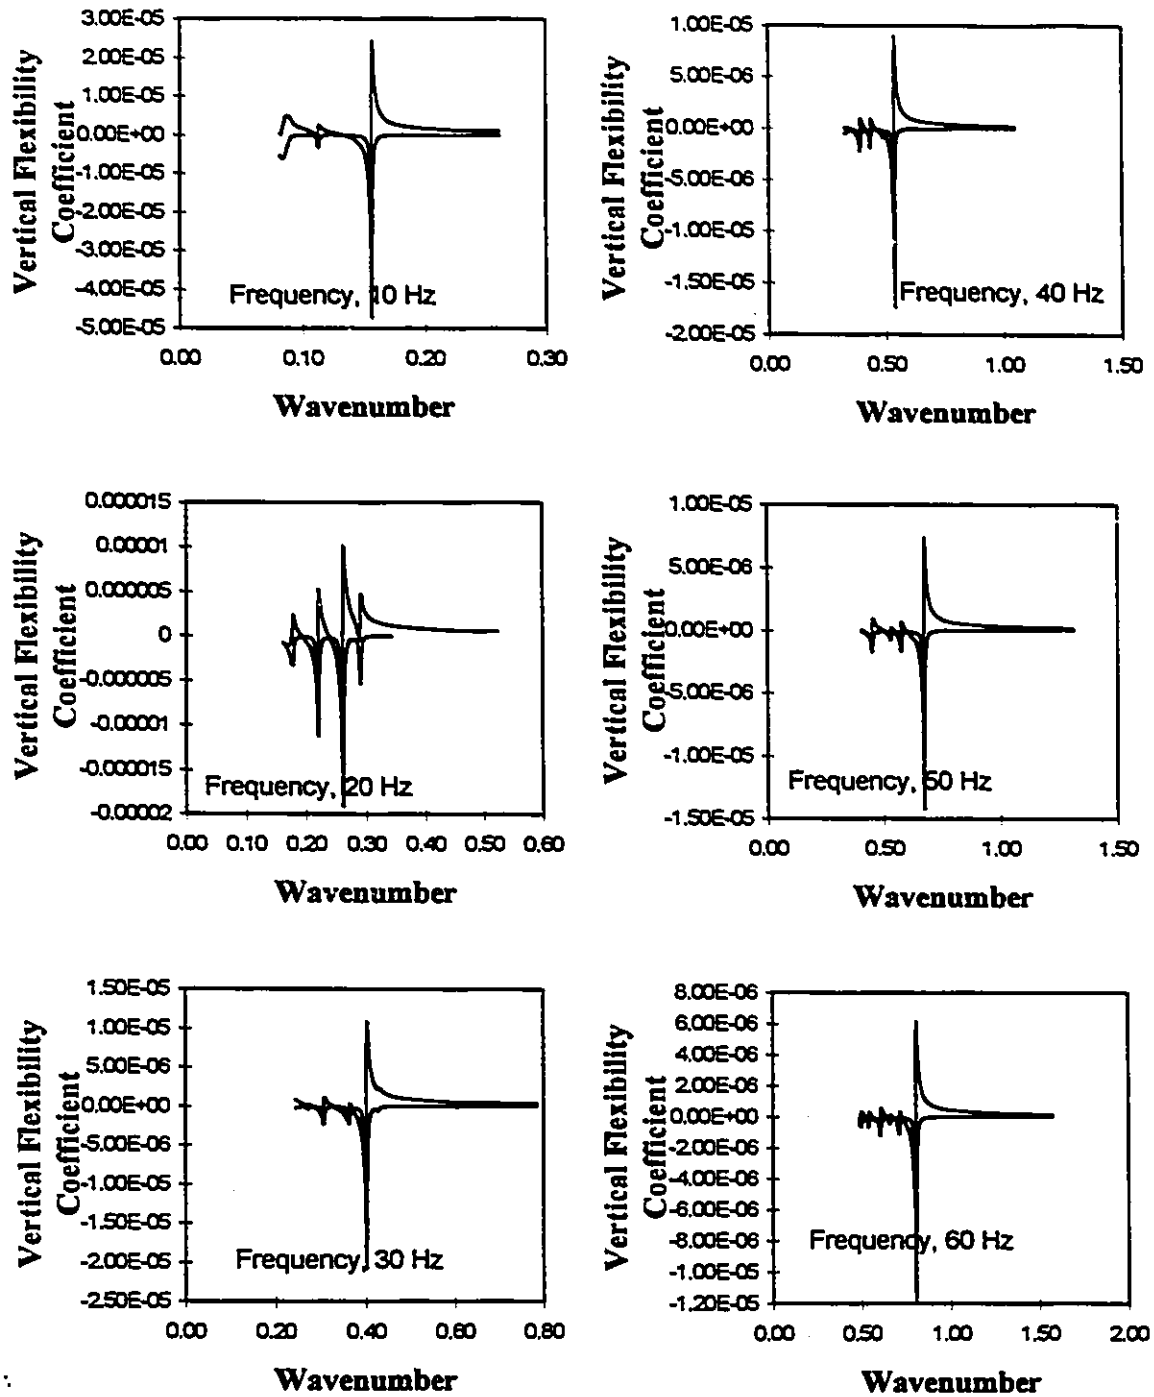 Vertical Flexibility
Coefficient
3.00E-05
2.00E-05
1.00E-05
0.00E+00
-1.00E-05
-2.00E-05
-3.00E-05
-4.00E-05
-5.00E-05
Frequency, 10 Hz
0.00 0.10 0.20 0.30
Wavenumber
Vertical Flexibility
Coefficient
1.00E-05
5.00E-06
0.00E+00
-5.00E-06
-1.00E-05
-1.50E-05
-2.00E-05
Frequency, 40 Hz
0.00 0.50 1.00 1.50
Wavenumber
Vertical Flexibility
Coefficient
0.000015
0.00001
0.000005
0
-0.000005
-0.00001
-0.000015
-0.00002
Frequency, 20 Hz
0.00 0.10 0.20 0.30 0.40 0.50 0.60
Wavenumber
Vertical Flexibility
Coefficient
1.00E-05
5.00E-06
0.00E+00
-5.00E-06
-1.00E-05
-1.50E-05
Frequency, 50 Hz
0.00 0.50 1.00 1.50
Wavenumber
Vertical Flexibility
Coefficient
1.50E-05
1.00E-05
5.00E-06
0.00E+00
-5.00E-06
-1.00E-05
-1.50E-05
-2.00E-05
-2.50E-05
Frequency, 30 Hz
0.00 0.20 0.40 0.60 0.80
Wavenumber
Vertical Flexibility
Coefficient
8.00E-06
6.00E-06
4.00E-06
2.00E-06
0.00E+00
-2.00E-06
-4.00E-06
-6.00E-06
-8.00E-06
-1.00E-05
-1.20E-05
Frequency, 60 Hz
0.00 0.50 1.00 1.50 2.00
Wavenumber